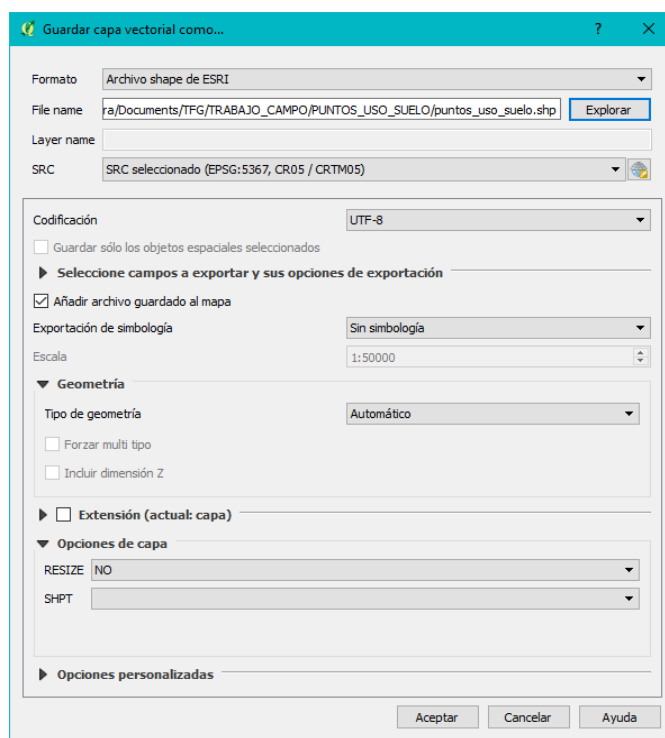 Guardar capa vectorial como...
Formato Archivo shape de ESRI
File name ra/Documents/TFG/TRABAJO_CAMPO/PUNTOS_USO_SUELO/puntos_uso_suelo.shp Explorar
Layer name
SRC SRC seleccionado (EPSG:5367, CR05 / CRTM05)
Codificación UTF-8
Guardar sólo los objetos espaciales seleccionados
Seleccione campos a exportar y sus opciones de exportación
Añadir archivo guardado al mapa
Exportación de simbología Sin simbología
Escala 1:50000
Geometría
Tipo de geometría Automático
Forzar multi tipo
Incluir dimensión Z
Extensión (actual: capa)
Opciones de capa
RESIZE NO
SHPT
Opciones personalizadas
Aceptar Cancelar Ayuda